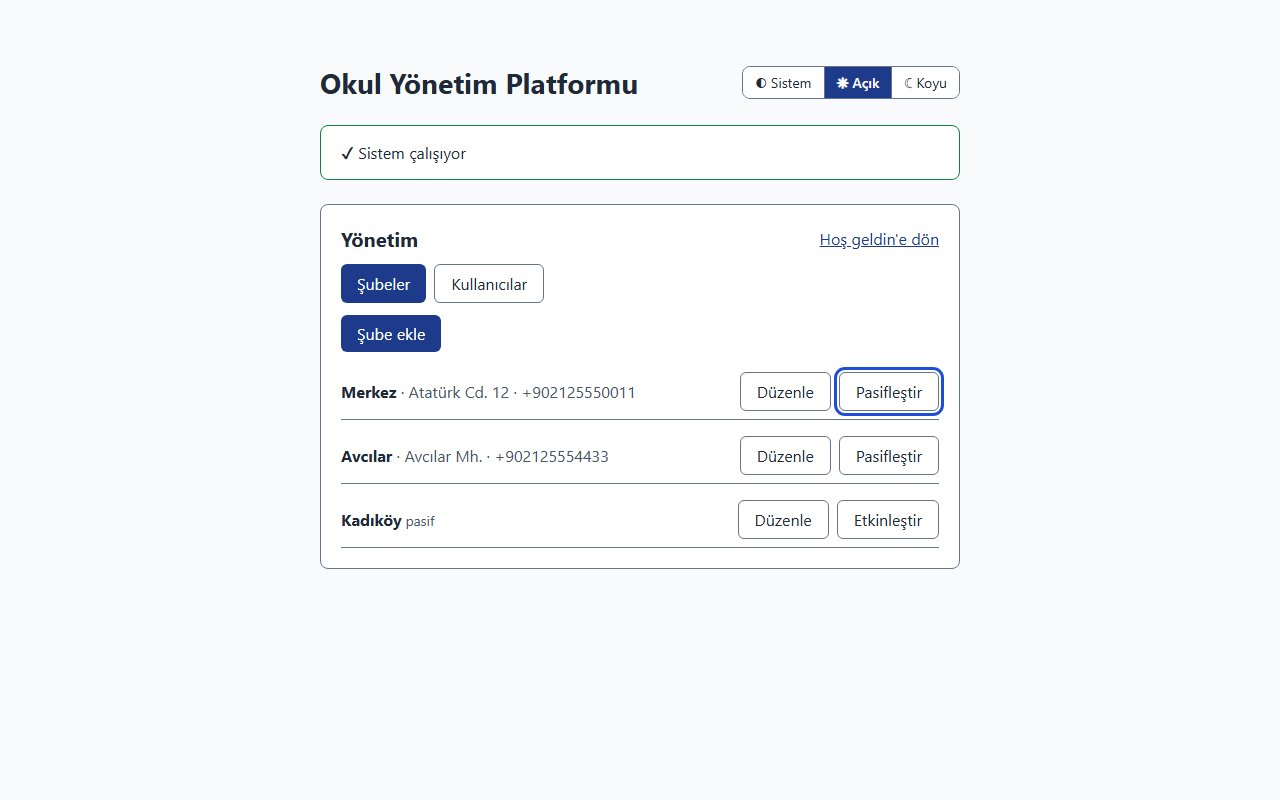 Okul Yönetim Platformu
◐ Sistem ❋ Açık ☾ Koyu
✓ Sistem çalışıyor
Yönetim
Hoş geldin'e dön
Şubeler Kullanıcılar
Şube ekle
Merkez · Atatürk Cd. 12 · +902125550011 Düzenle Pasifleştir
Avcılar · Avcılar Mh. · +902125554433 Düzenle Pasifleştir
Kadıköy pasif Düzenle Etkinleştir